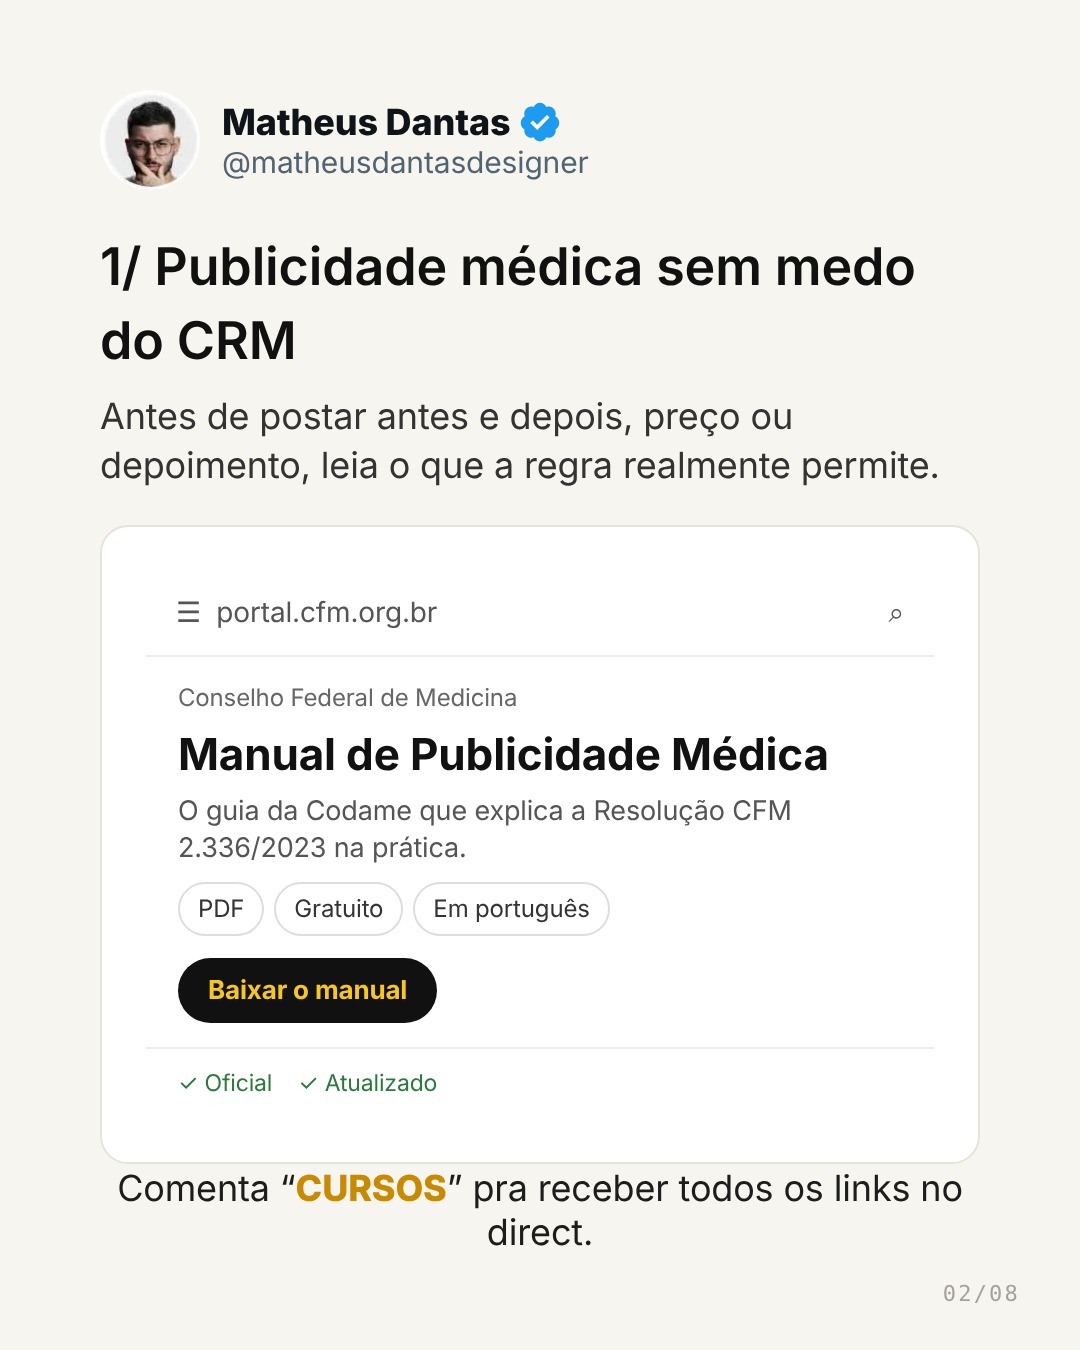 Matheus Dantas
@matheusdantasdesigner
1/ Publicidade médica sem medo
do CRM
Antes de postar antes e depois, preço ou
depoimento, leia o que a regra realmente permite.
☰ portal.cfm.org.br
Conselho Federal de Medicina
Manual de Publicidade Médica
O guia da Codame que explica a Resolução CFM
2.336/2023 na prática.
PDF Gratuito Em português
Baixar o manual
✓ Oficial ✓ Atualizado
Comenta “CURSOS” pra receber todos os links no
direct.
02/08